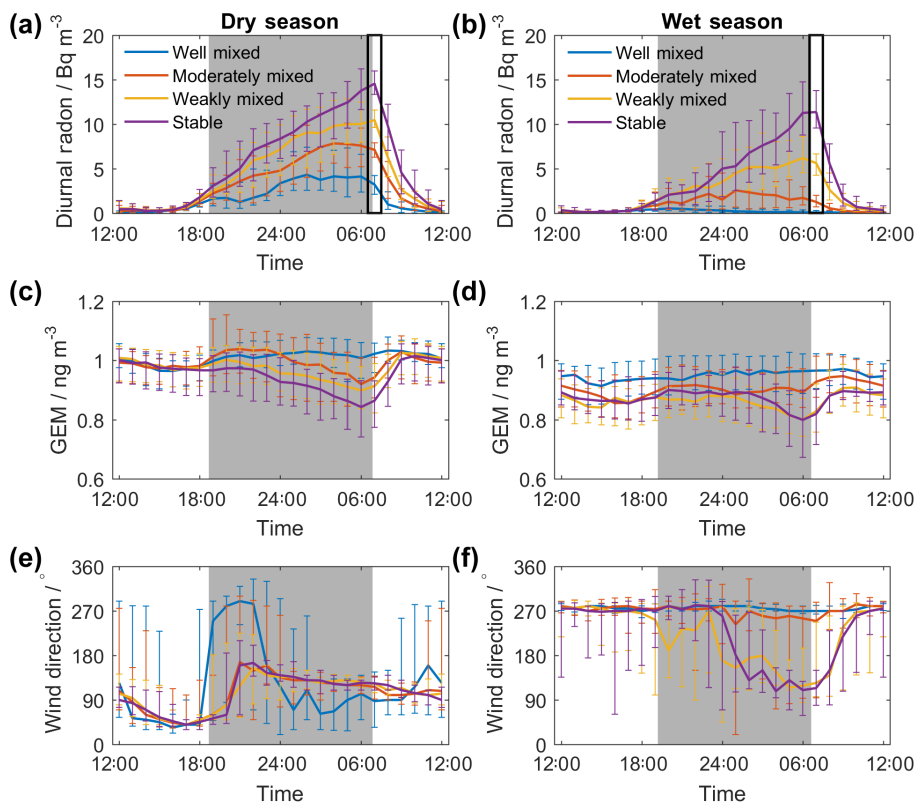 (a) Dry season
Diurnal radon / Bq m-3
20
15
10
5
0
Well mixed
Moderately mixed
Weakly mixed
Stable
12:00 18:00 24:00 06:00 12:00
Time
(b) Wet season
Diurnal radon / Bq m-3
20
15
10
5
0
Well mixed
Moderately mixed
Weakly mixed
Stable
12:00 18:00 24:00 06:00 12:00
Time
(c)
GEM / ng m-3
1.2
1
0.8
0.6
12:00 18:00 24:00 06:00 12:00
Time
(d)
GEM / ng m-3
1.2
1
0.8
0.6
12:00 18:00 24:00 06:00 12:00
Time
(e)
Wind direction / °
360
270
180
90
0
12:00 18:00 24:00 06:00 12:00
Time
(f)
Wind direction / °
360
270
180
90
0
12:00 18:00 24:00 06:00 12:00
Time